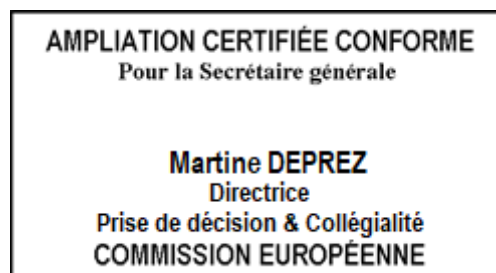 AMPLIATION CERTIFIÉE CONFORME
Pour la Secrétaire générale
Martine DEPREZ
Directrice
Prise de décision & Collégialité
COMMISSION EUROPÉENNE